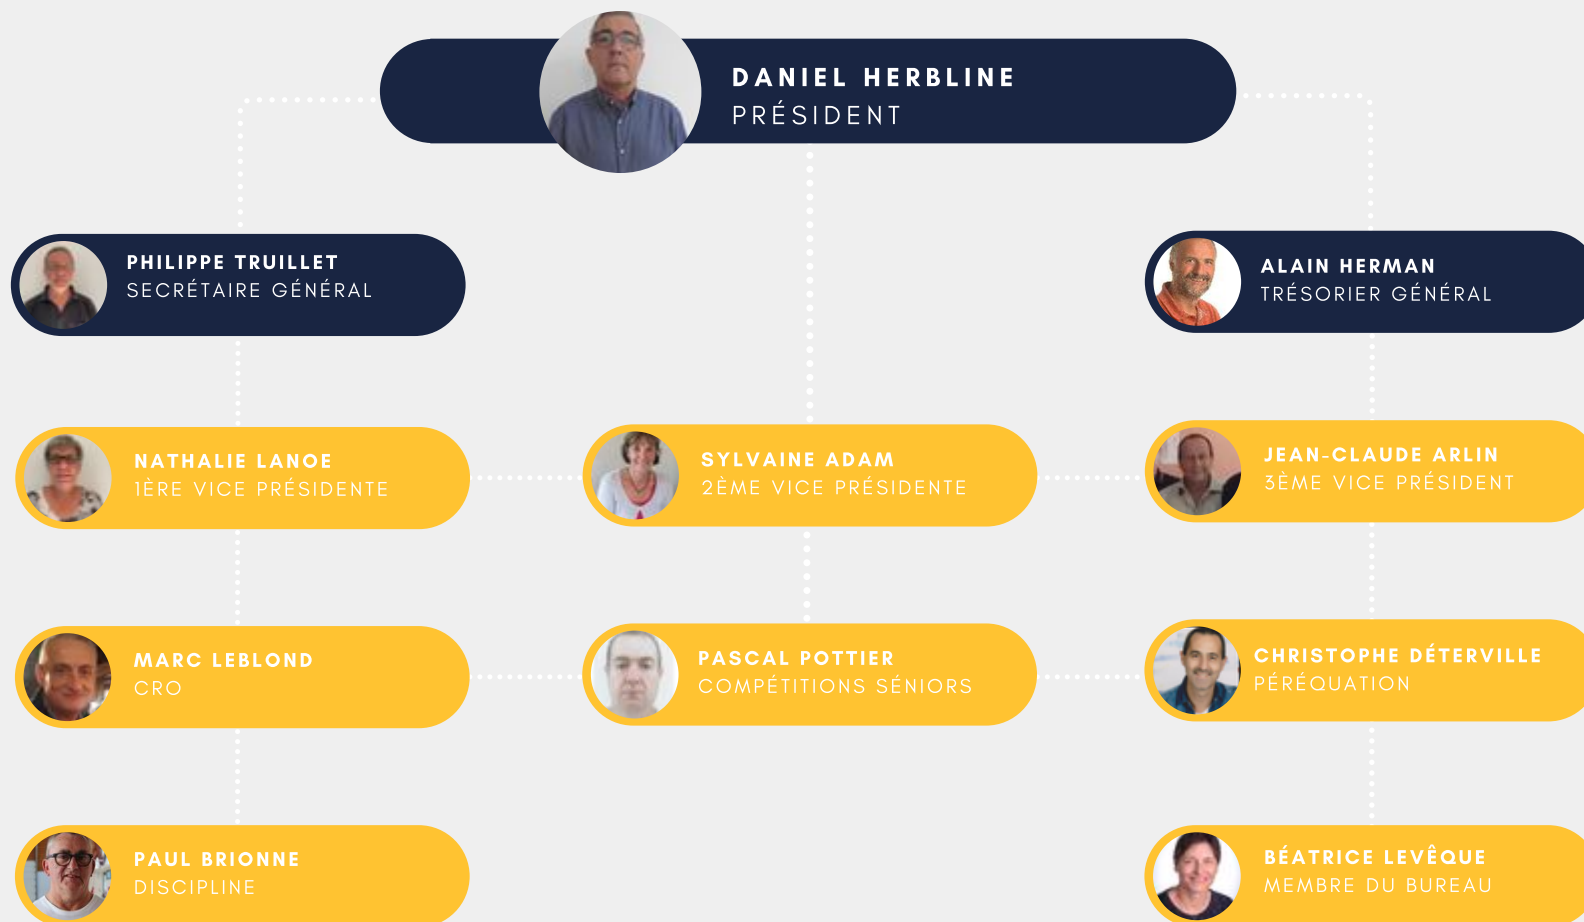 DANIEL HERBLINE
PRÉSIDENT
PHILIPPE TRUILLET
SECRÉTAIRE GÉNÉRAL
ALAIN HERMAN
TRÉSORIER GÉNÉRAL
NATHALIE LANOE
1ÈRE VICE PRÉSIDENTE
SYLVAINE ADAM
2ÈME VICE PRÉSIDENTE
JEAN-CLAUDE ARLIN
3ÈME VICE PRÉSIDENT
MARC LEBLOND
CRO
PASCAL POTTIER
COMPÉTITIONS SÉNIORS
CHRISTOPHE DÉTERVILLE
PÉRÉQUATION
PAUL BRIONNE
DISCIPLINE
BÉATRICE LEVÊQUE
MEMBRE DU BUREAU